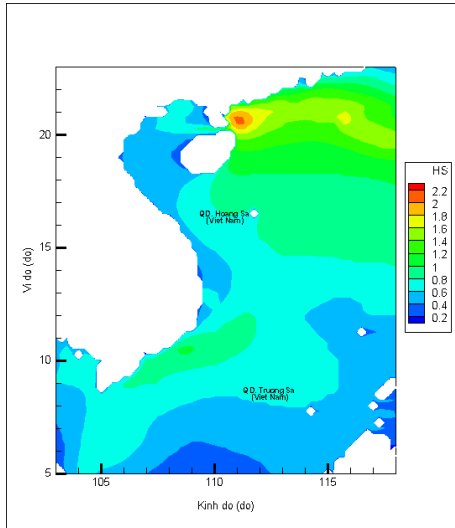 HS
2.2
2
1.8
1.6
1.4
1.2
1
0.8
0.6
0.4
0.2
20
15
10
5
Vi do (do)
QD. Hoang Sa
(Viet Nam)
QD. Truong Sa
(Viet Nam)
105
110
115
Kinh do (do)